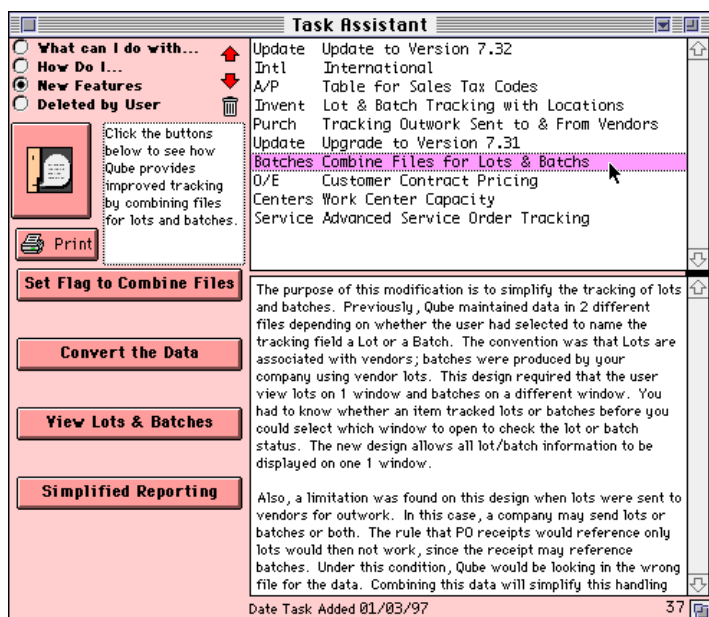 Task Assistant
What can I do with...
How Do I...
New Features
Deleted by User
Click the buttons
below to see how
Qube provides
improved tracking
by combining files
for lots and batches.
Print
Set Flag to Combine Files
Convert the Data
View Lots & Batches
Simplified Reporting
Update Update to Version 7.32
Intl International
A/P Table for Sales Tax Codes
Invent Lot & Batch Tracking with Locations
Purch Tracking Outwork Sent to & From Vendors
Update Upgrade to Version 7.31
Batches Combine Files for Lots & Batchs
O/E Customer Contract Pricing
Centers Work Center Capacity
Service Advanced Service Order Tracking
The purpose of this modification is to simplify the tracking of lots
and batches. Previously, Qube maintained data in 2 different
files depending on whether the user had selected to name the
tracking field a Lot or a Batch. The convention was that Lots are
associated with vendors; batches were produced by your
company using vendor lots. This design required that the user
view lots on 1 window and batches on a different window. You
had to know whether an item tracked lots or batches before you
could select which window to open to check the lot or batch
status. The new design allows all lot/batch information to be
displayed on one 1 window.
Also, a limitation was found on this design when lots were sent to
vendors for outwork. In this case, a company may send lots or
batches or both. The rule that PO receipts would reference only
lots would then not work, since the receipt may reference
batches. Under this condition, Qube would be looking in the wrong
file for the data. Combining this data will simplify this handling
Date Task Added 01/03/97
37